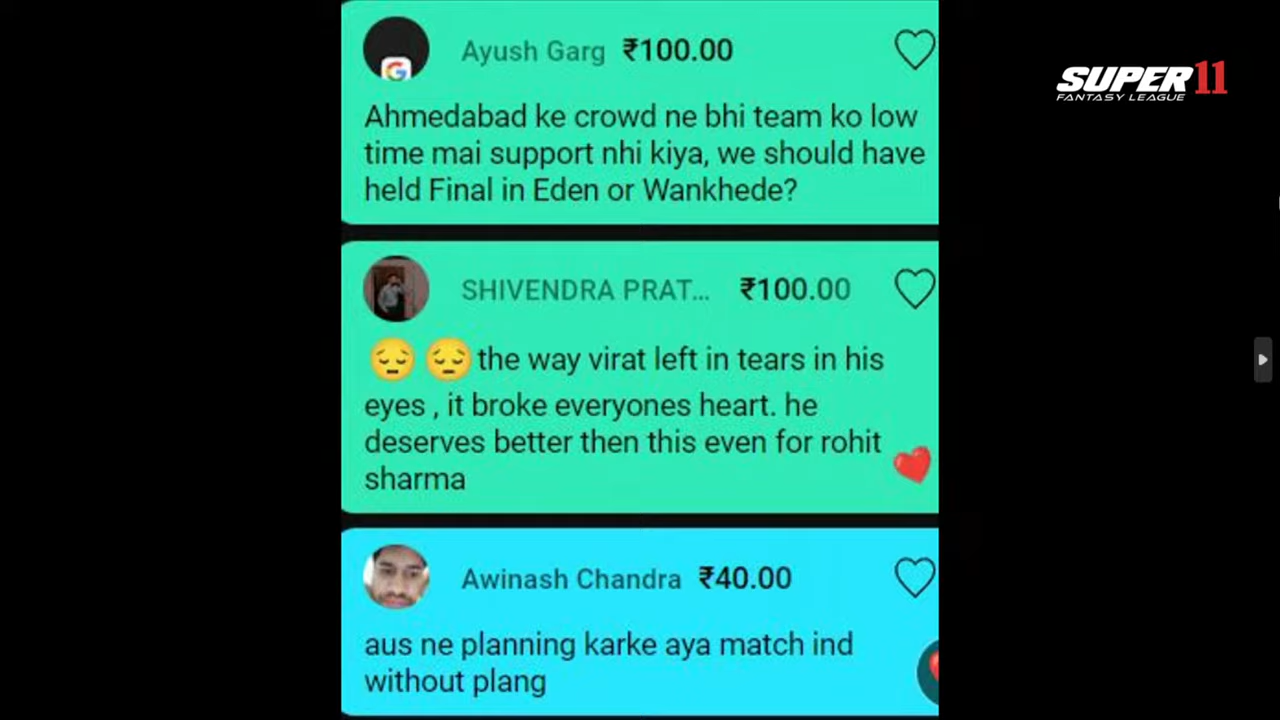 Ayush Garg ₹100.00
Ahmedabad ke crowd ne bhi team ko low
time mai support nhi kiya, we should have
held Final in Eden or Wankhede?
SHIVENDRA PRAT... ₹100.00
😔 😔 the way virat left in tears in his
eyes , it broke everyones heart. he
deserves better then this even for rohit
sharma
Awinash Chandra ₹40.00
aus ne planning karke aya match ind
without plang
SUPER11
FANTASY LEAGUE